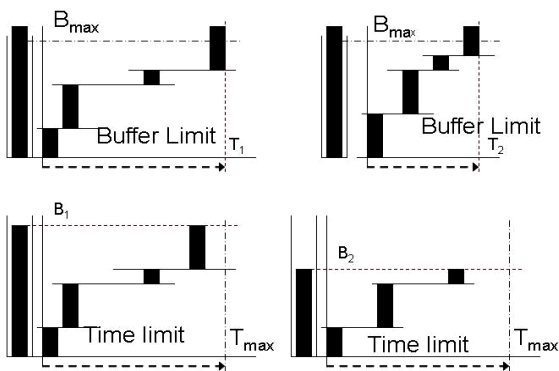 Bmax
Buffer Limit
T1
Bmax
Buffer Limit
T2
B1
Time limit
Tmax
B2
Time limit
Tmax